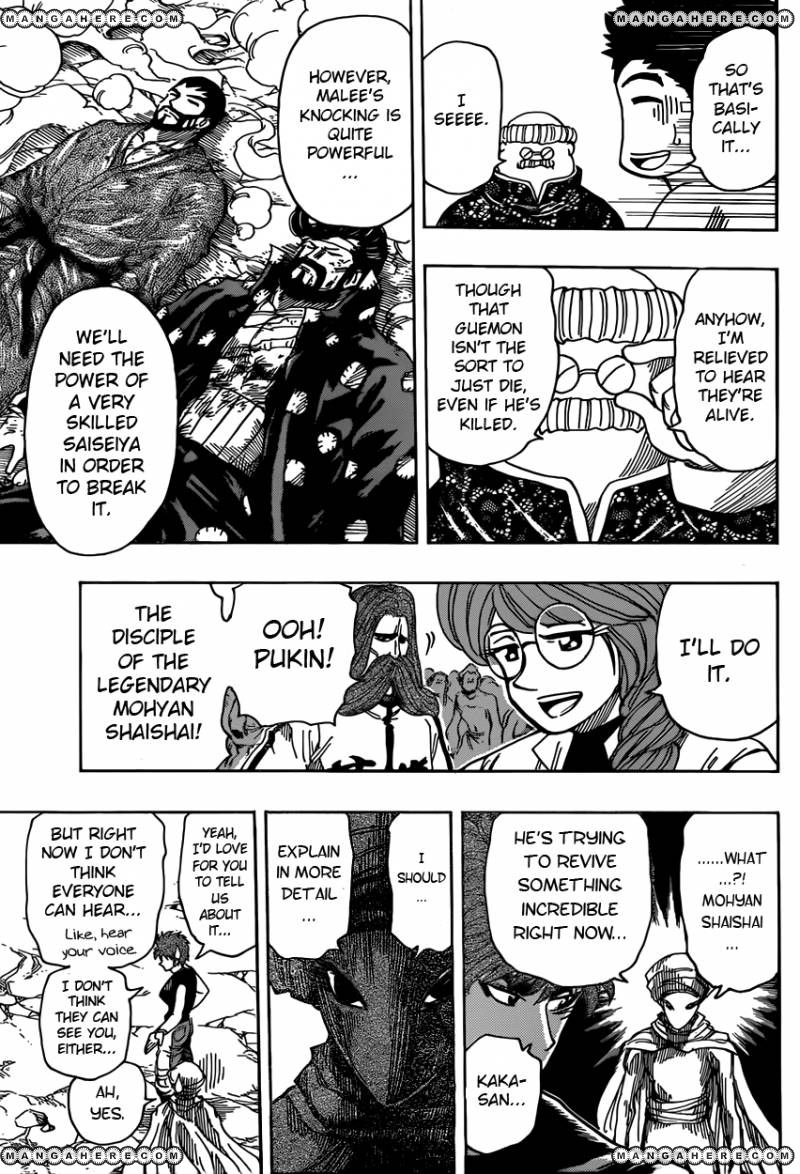 MANGAHERE.COM
MANGAHERE.COM
SO
THAT'S
BASI-
CALLY
IT...
I
SEEEE.
ANYHOW,
I'M
RELIEVED
TO HEAR
THEY'RE
ALIVE.
THOUGH
THAT
GUEMON
ISN'T THE
SORT TO
JUST DIE,
EVEN IF HE'S
KILLED.
HOWEVER,
MALEE'S
KNOCKING IS
QUITE
POWERFUL
...
WE'LL
NEED THE
POWER OF
A VERY
SKILLED
SAISEIYA
IN ORDER
TO BREAK
IT.
I'LL DO
IT.
OOH!
PUKIN!
THE
DISCIPLE
OF THE
LEGENDARY
MOHYAN
SHAISHAI!
......WHAT
...?!
MOHYAN
SHAISHAI
...
HE'S TRYING
TO REVIVE
SOMETHING
INCREDIBLE
RIGHT NOW...
KAKA-
SAN...
I
SHOULD
...
EXPLAIN
IN MORE
DETAIL
...
YEAH,
I'D LOVE
FOR YOU
TO TELL
US
ABOUT
IT...
BUT RIGHT
NOW I DON'T
THINK
EVERYONE
CAN HEAR...
Like, hear
your voice.
I DON'T
THINK
THEY CAN
SEE YOU,
EITHER...
AH,
YES.
MANGAHERE.COM